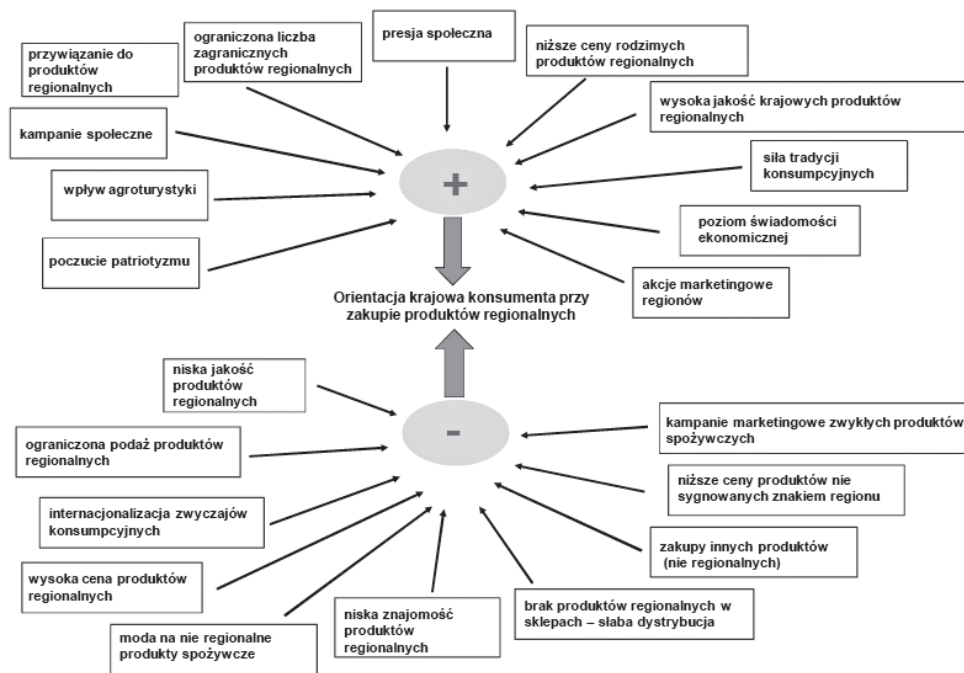 ograniczona liczba
zagranicznych
produktów regionalnych
presja społeczna
niższe ceny rodzimych
produktów regionalnych
przywiązanie do
produktów
regionalnych
wysoka jakość krajowych produktów
regionalnych
kampanie społeczne
siła tradycji
konsumpcyjnych
wpływ agroturystyki
+
poziom świadomości
ekonomicznej
poczucie patriotyzmu
akcje marketingowe
regionów
Orientacja krajowa konsumenta przy
zakupie produktów regionalnych
niska jakość
produktów
regionalnych
-
kampanie marketingowe zwykłych produktów
spożywczych
ograniczona podaż produktów
regionalnych
niższe ceny produktów nie
sygnowanych znakiem regionu
internacjonalizacja zwyczajów
konsumpcyjnych
zakupy innych produktów
(nie regionalnych)
wysoka cena produktów
regionalnych
brak produktów regionalnych w
sklepach – słaba dystrybucja
niska znajomość
produktów
regionalnych
moda na nie regionalne
produkty spożywcze